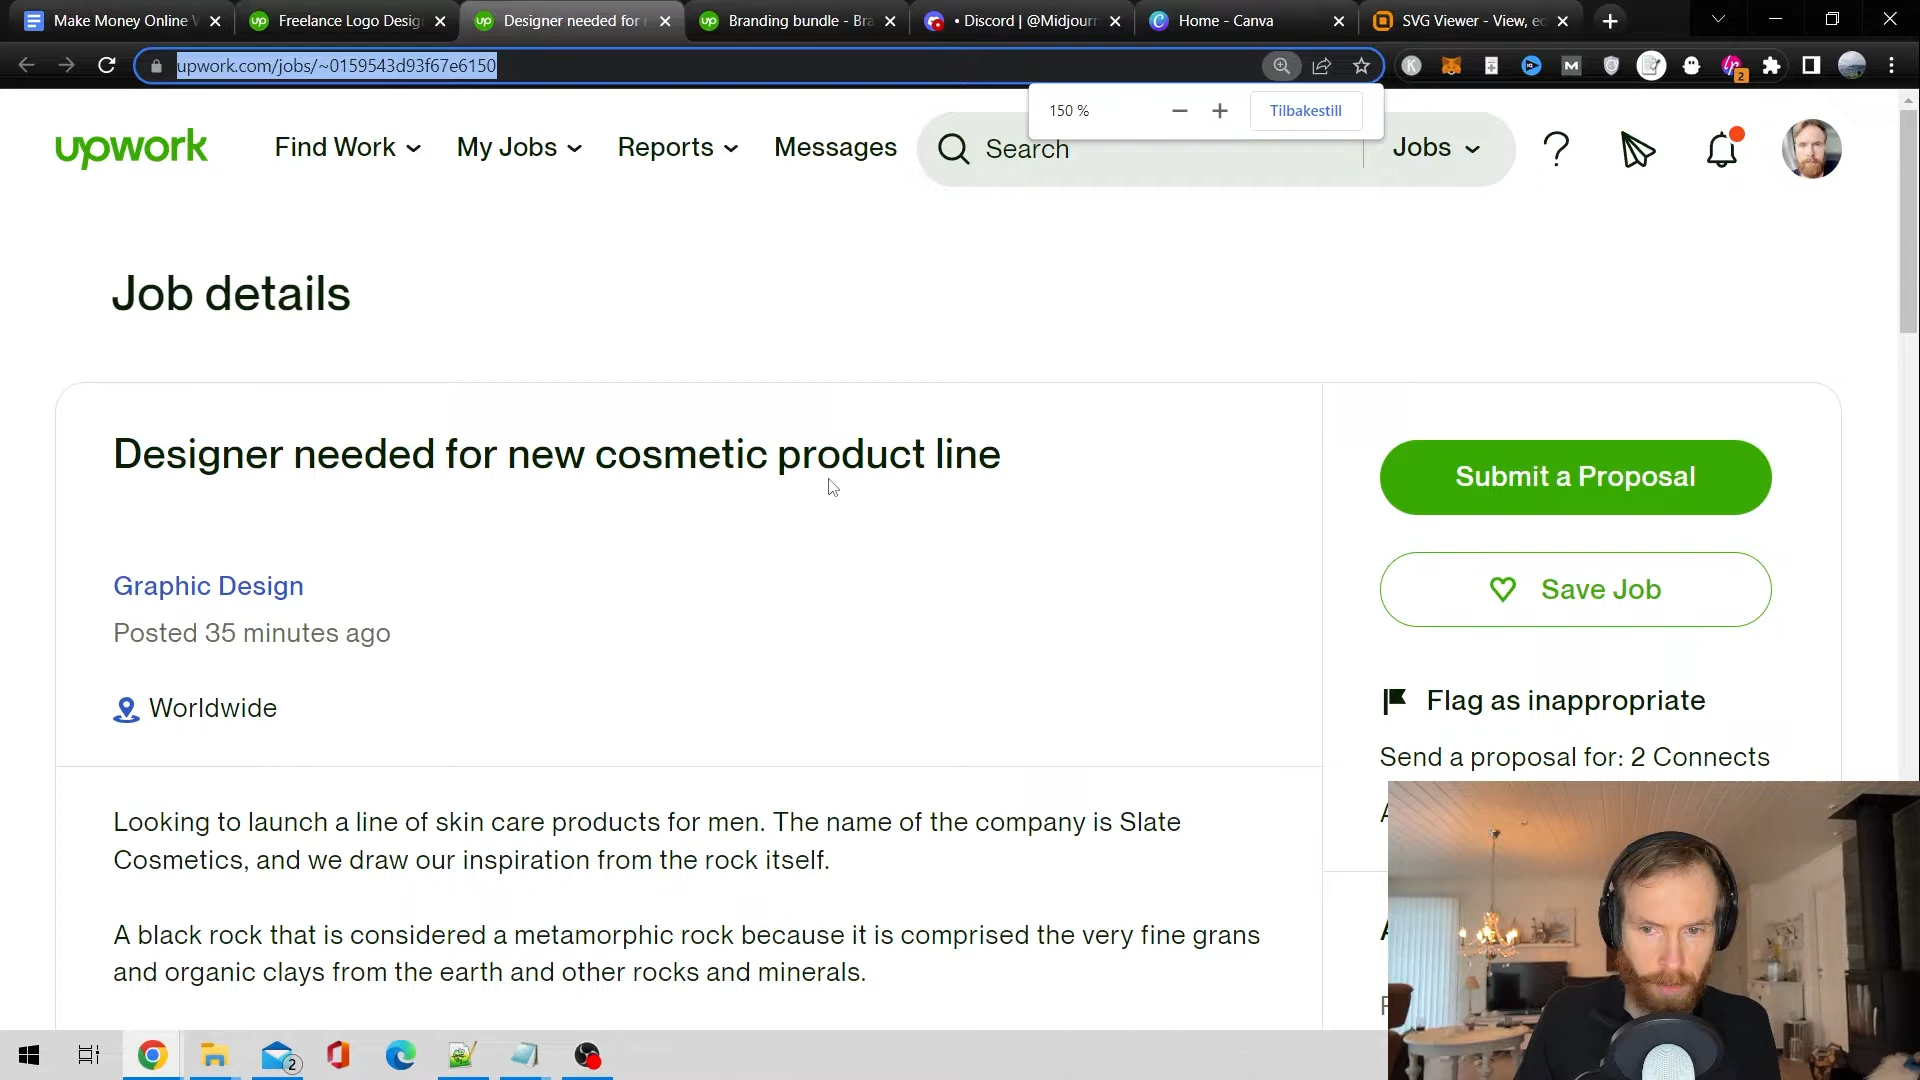 Make Money Online
Freelance Logo Desig
Designer needed for
Branding bundle - Bra
• Discord | @Midjour
Home - Canva
SVG Viewer - View, e
upwork.com/jobs/~0159543d93f67e6150
2
150 %
Tilbakestill
upwork
Find Work
My Jobs
Reports
Messages
Search
Jobs
Job details
Designer needed for new cosmetic product line
Graphic Design
Posted 35 minutes ago
Worldwide
Submit a Proposal
Save Job
Flag as inappropriate
Send a proposal for: 2 Connects
Looking to launch a line of skin care products for men. The name of the company is Slate
Cosmetics, and we draw our inspiration from the rock itself.
A black rock that is considered a metamorphic rock because it is comprised the very fine grans
and organic clays from the earth and other rocks and minerals.
2